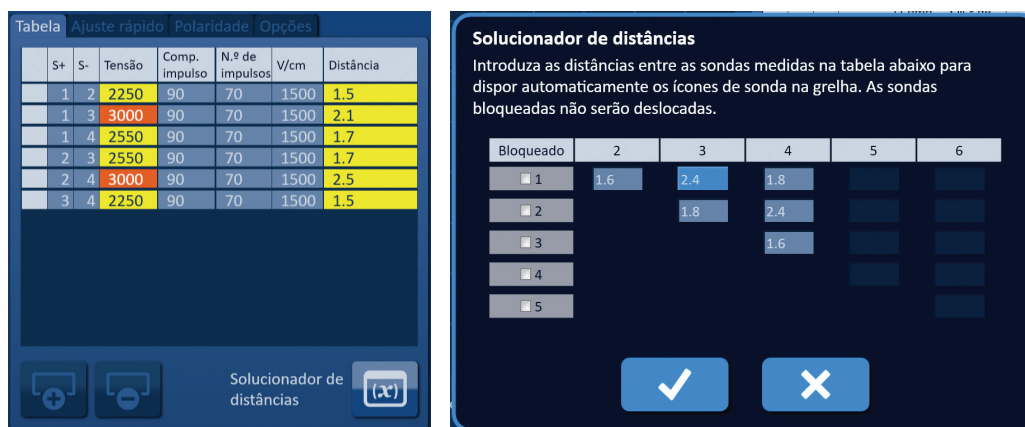 Tabela Ajuste rápido Polaridade Opções
S+ S- Tensão Comp. impulso N.º de impulsos V/cm Distância
1 2 2250 90 70 1500 1.5
1 3 3000 90 70 1500 2.1
1 4 2550 90 70 1500 1.7
2 3 2550 90 70 1500 1.7
2 4 3000 90 70 1500 2.5
3 4 2250 90 70 1500 1.5
Solucionador de
distâncias
(x)
Solucionador de distâncias
Introduza as distâncias entre as sondas medidas na tabela abaixo para
dispor automaticamente os ícones de sonda na grelha. As sondas
bloqueadas não serão deslocadas.
Bloqueado 2 3 4 5 6
1 1.6 2.4 1.8
2 1.8 2.4
3 1.6
4
5